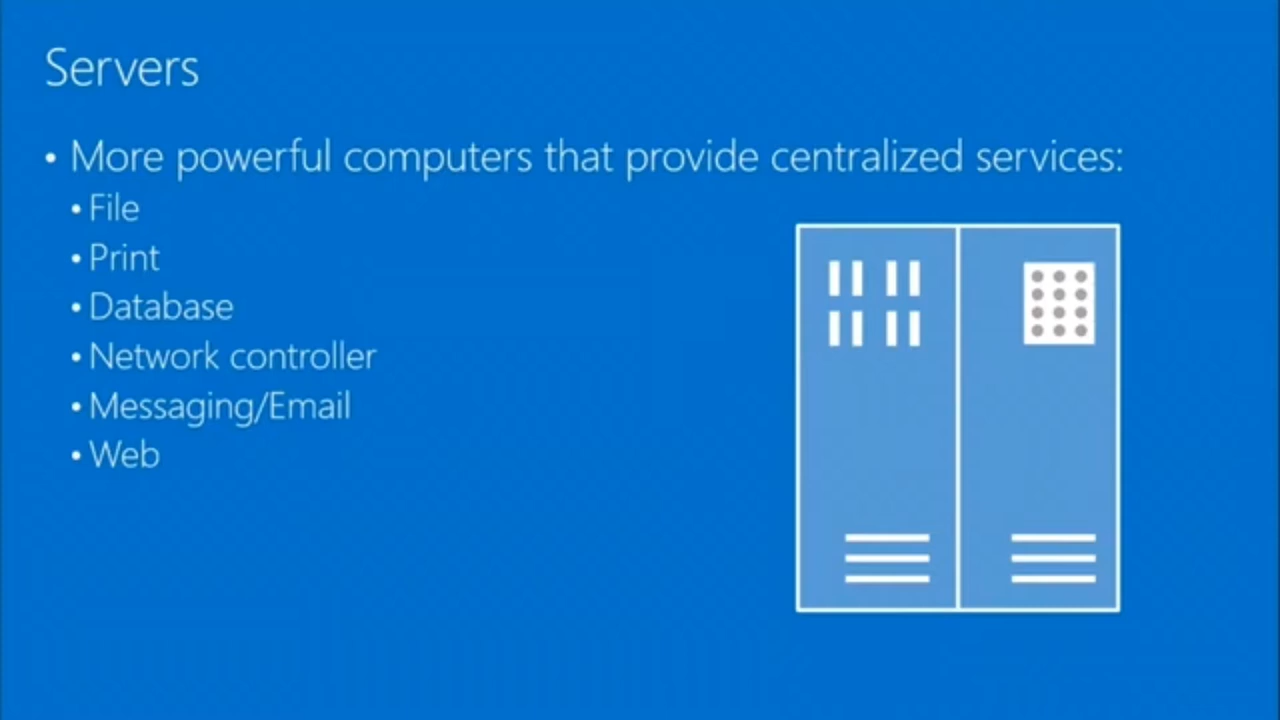 Servers
• More powerful computers that provide centralized services:
• File
• Print
• Database
• Network controller
• Messaging/Email
• Web